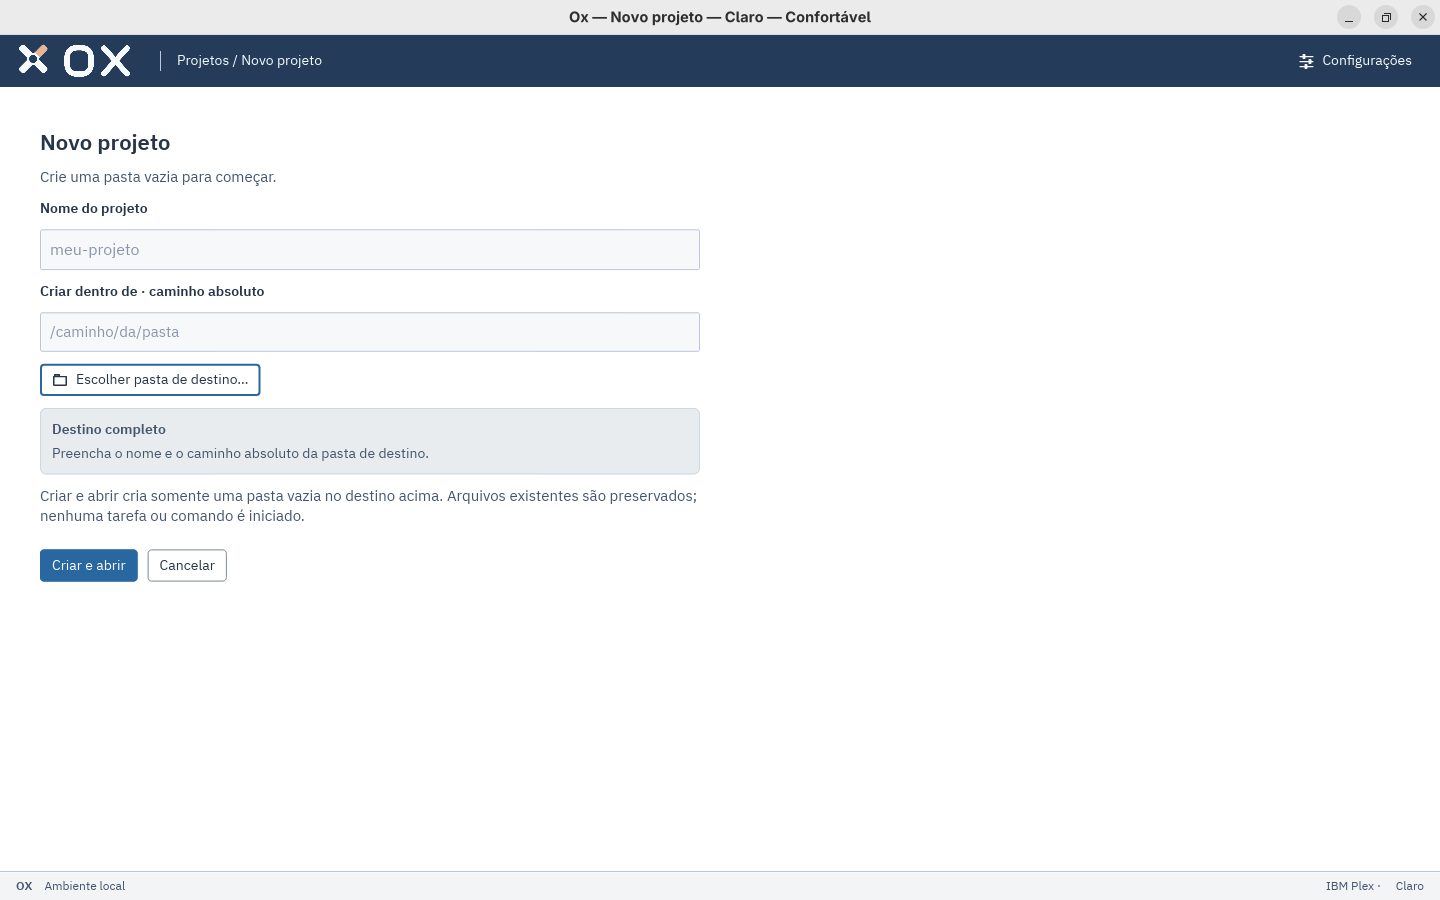 Ox — Novo projeto — Claro — Confortável
OX
Projetos / Novo projeto
Configurações
Novo projeto
Crie uma pasta vazia para começar.
Nome do projeto
meu-projeto
Criar dentro de · caminho absoluto
/caminho/da/pasta
Escolher pasta de destino...
Destino completo
Preencha o nome e o caminho absoluto da pasta de destino.
Criar e abrir cria somente uma pasta vazia no destino acima. Arquivos existentes são preservados;
nenhuma tarefa ou comando é iniciado.
Criar e abrir
Cancelar
OX Ambiente local
IBM Plex · Claro